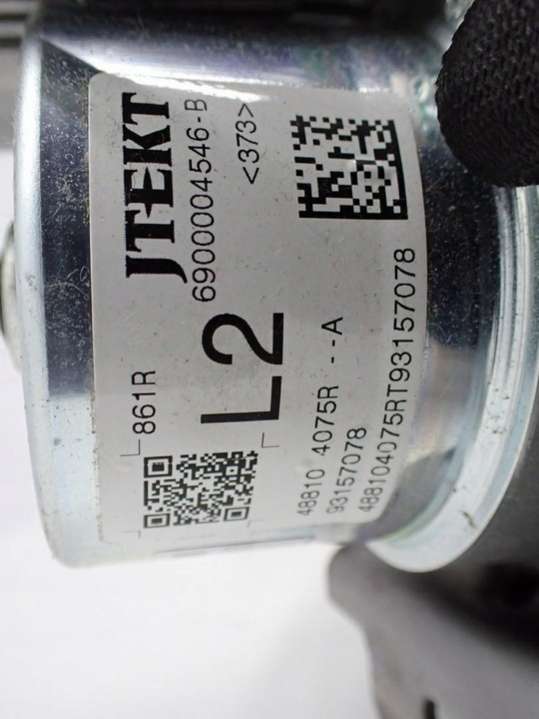 JTEKT
6900004546-B
<373>
861R
L2
48810 4075R --A
93157078
488104075RT93157078